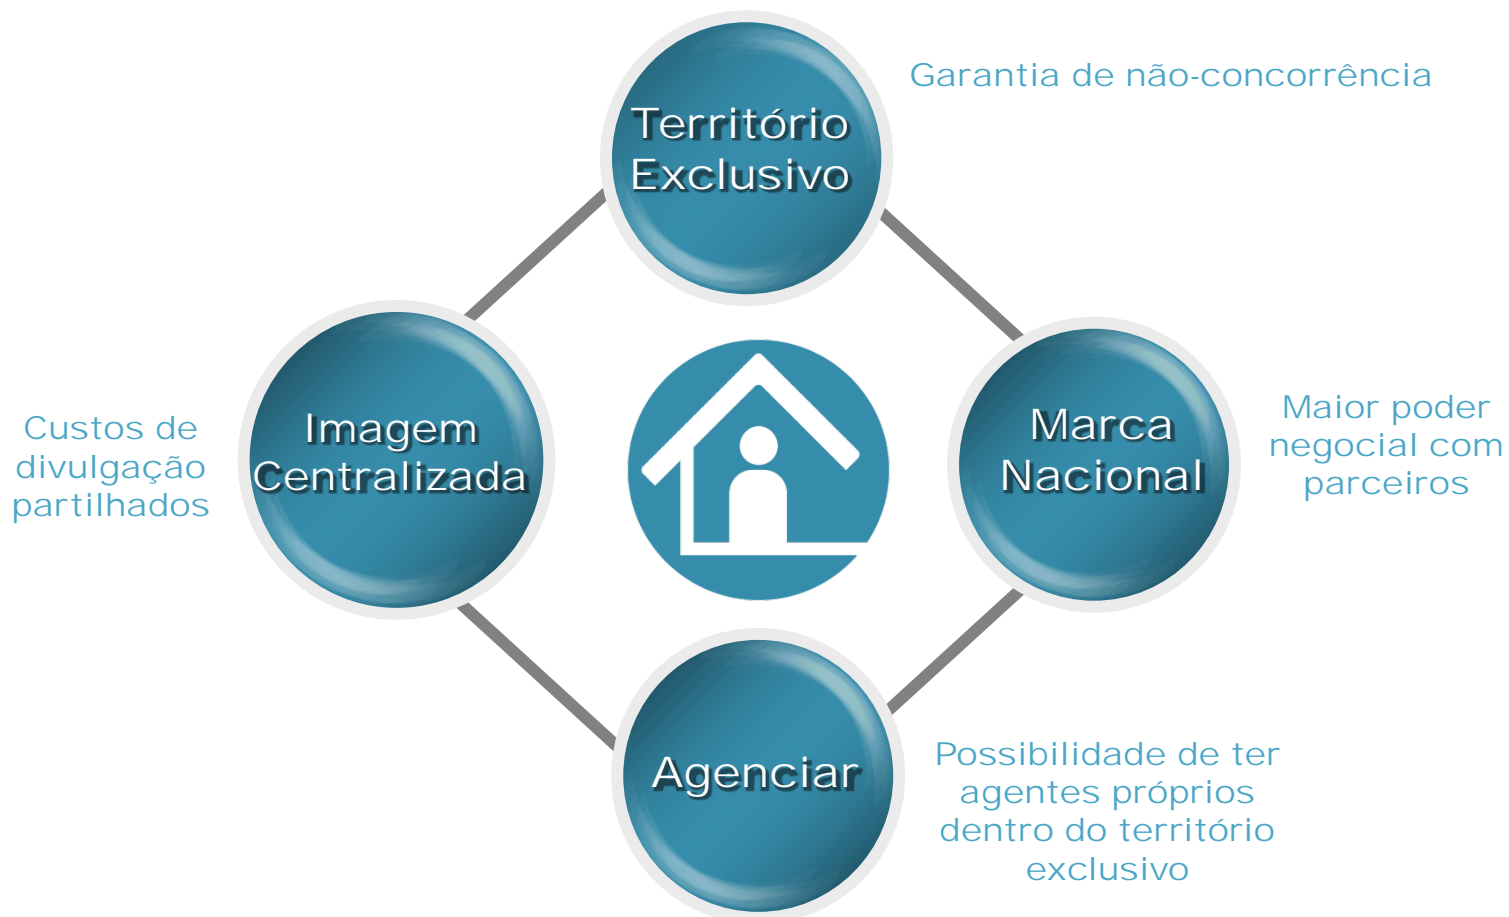 Território
Exclusivo
Garantia de não-concorrência
Imagem
Centralizada
Custos de
divulgação
partilhados
Marca
Nacional
Maior poder
negocial com
parceiros
Agenciar
Possibilidade de ter
agentes próprios
dentro do território
exclusivo